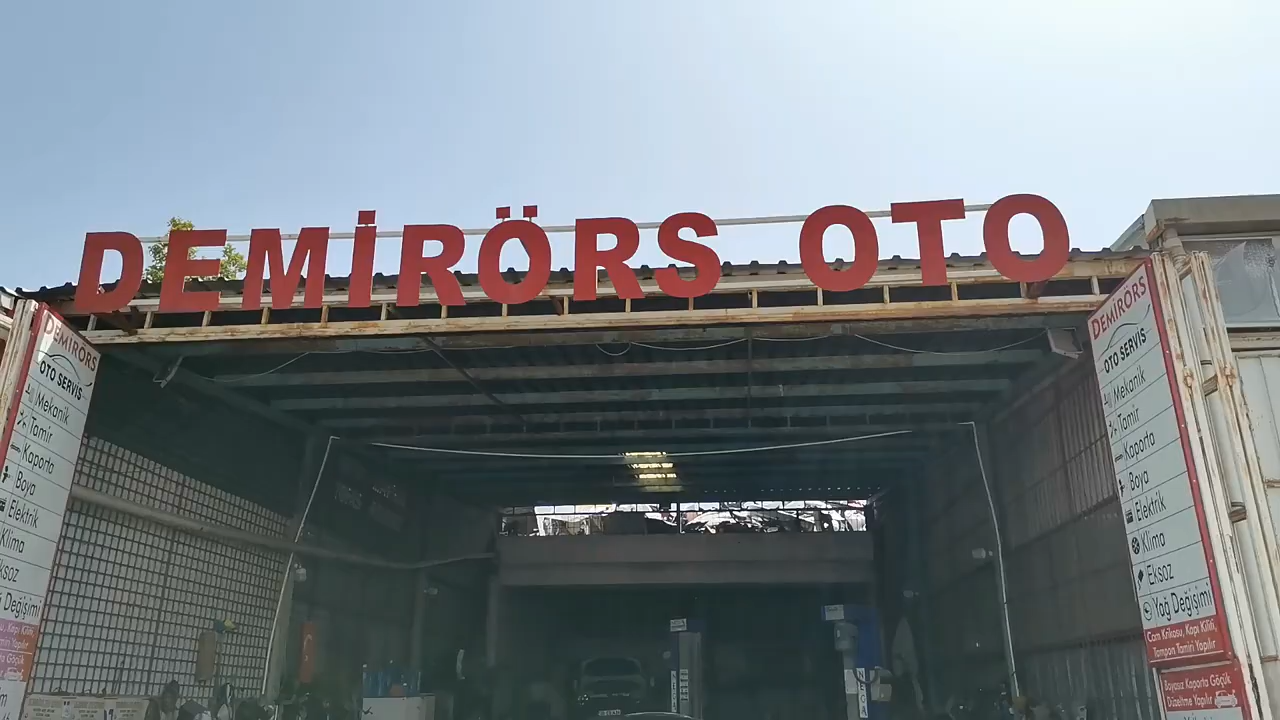 DEMİRÖRS OTO
DEMİRÖRS
OTO SERVİS
Mekanik
Tamir
Kaporta
Boya
Elektrik
Klima
Eksoz
Yağ Değişimi
Cam Krikosu, Kapı Kiliti,
Tampon Tamiri Yapılır
Boyasız Kaporta Göçük
Düzeltme Yapılır
DEMİRÖRS
OTO SERVİS
Mekanik
Tamir
Kaporta
Boya
Elektrik
Klima
Eksoz
Yağ Değişimi